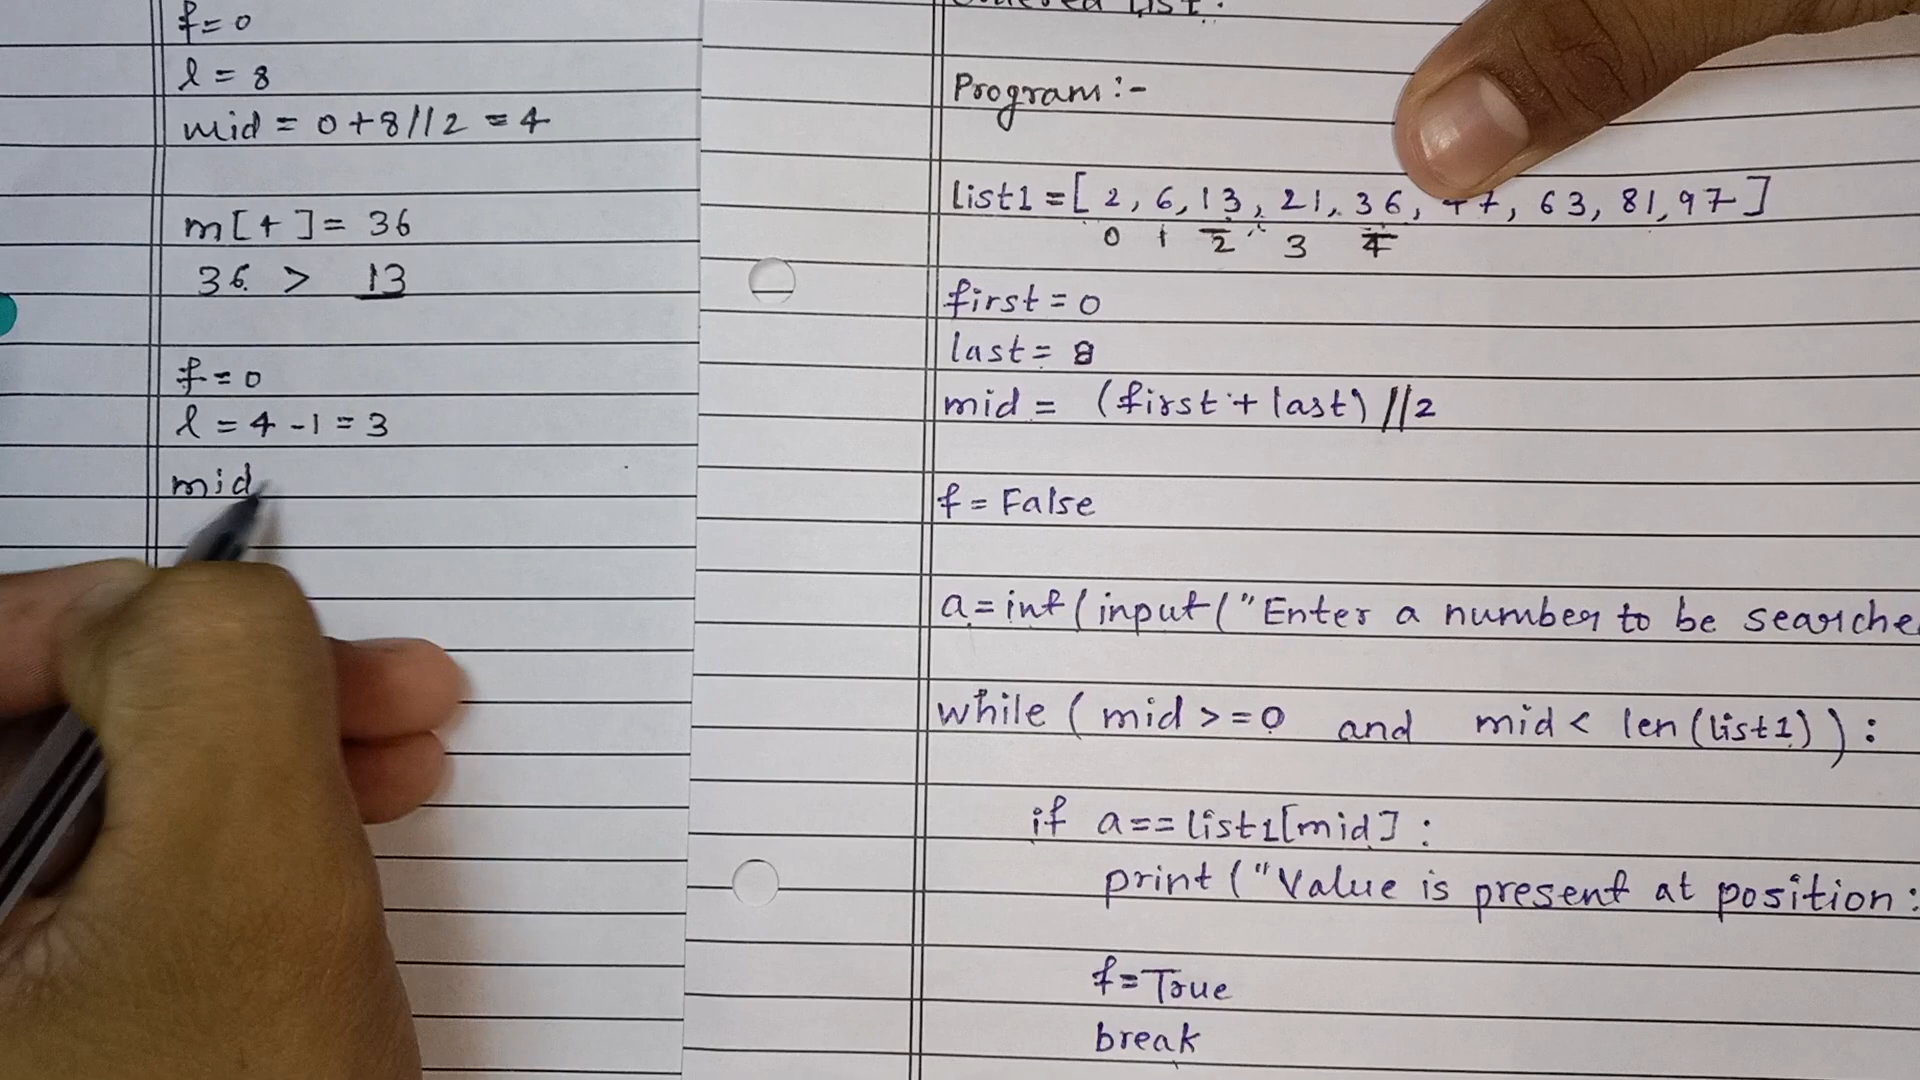 f=0
l = 8
mid = 0+8//2 = 4
m[4]= 36
36 > 13
f=0
l = 4-1 = 3
mid
List:
Program:-
list1=[ 2, 6, 13, 21, 36, 47, 63, 81, 97]
0 1 2 3 4
first=0
last= 8
mid = (first+last)//2
f = False
a=int(input("Enter a number to be searche
while ( mid >=0 and mid < len (list1)) :
if a==list1[mid] :
print ("Value is present at position:
f=True
break